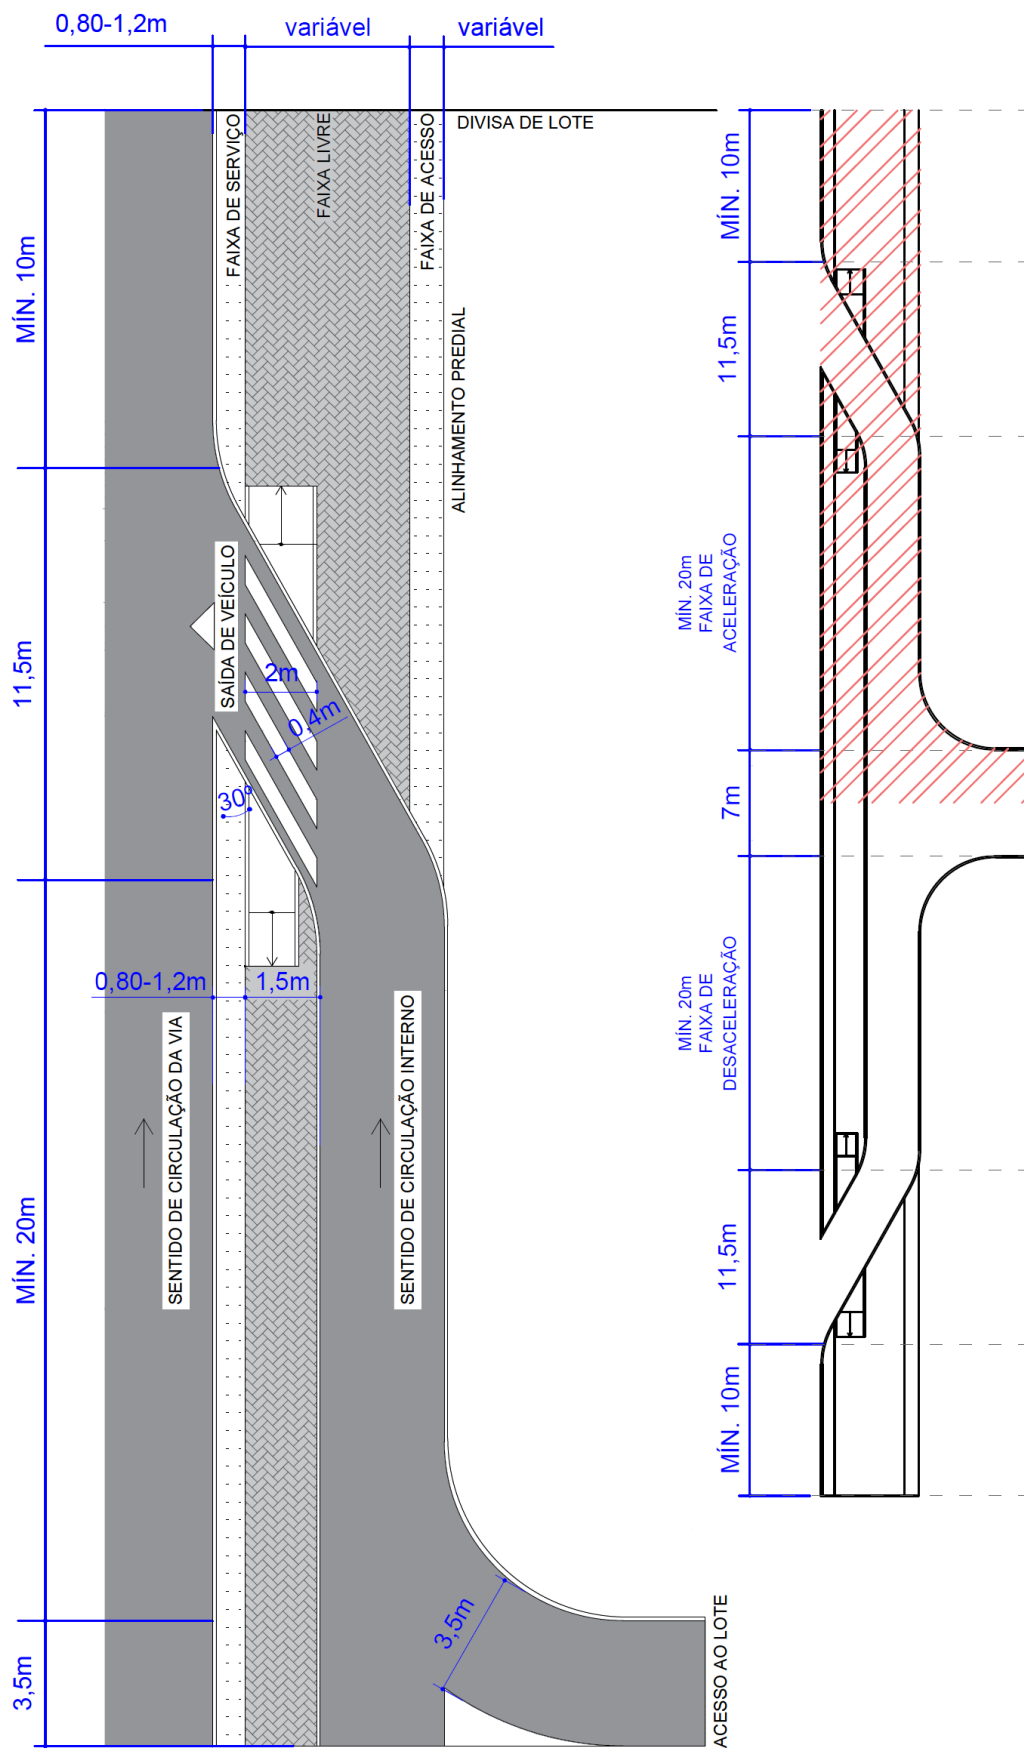 0,80-1,2m
variável
variável
DIVISA DE LOTE
FAIXA DE SERVIÇO
FAIXA LIVRE
FAIXA DE ACESSO
ALINHAMENTO PREDIAL
MÍN. 10m
11,5m
SAÍDA DE VEÍCULO
2m
0,4m
30°
0,80-1,2m
1,5m
SENTIDO DE CIRCULAÇÃO DA VIA
SENTIDO DE CIRCULAÇÃO INTERNO
MÍN. 20m
3,5m
3,5m
ACESSO AO LOTE
MÍN. 10m
11,5m
MÍN. 20m
FAIXA DE
ACELERAÇÃO
7m
MÍN. 20m
FAIXA DE
DESACELERAÇÃO
11,5m
MÍN. 10m